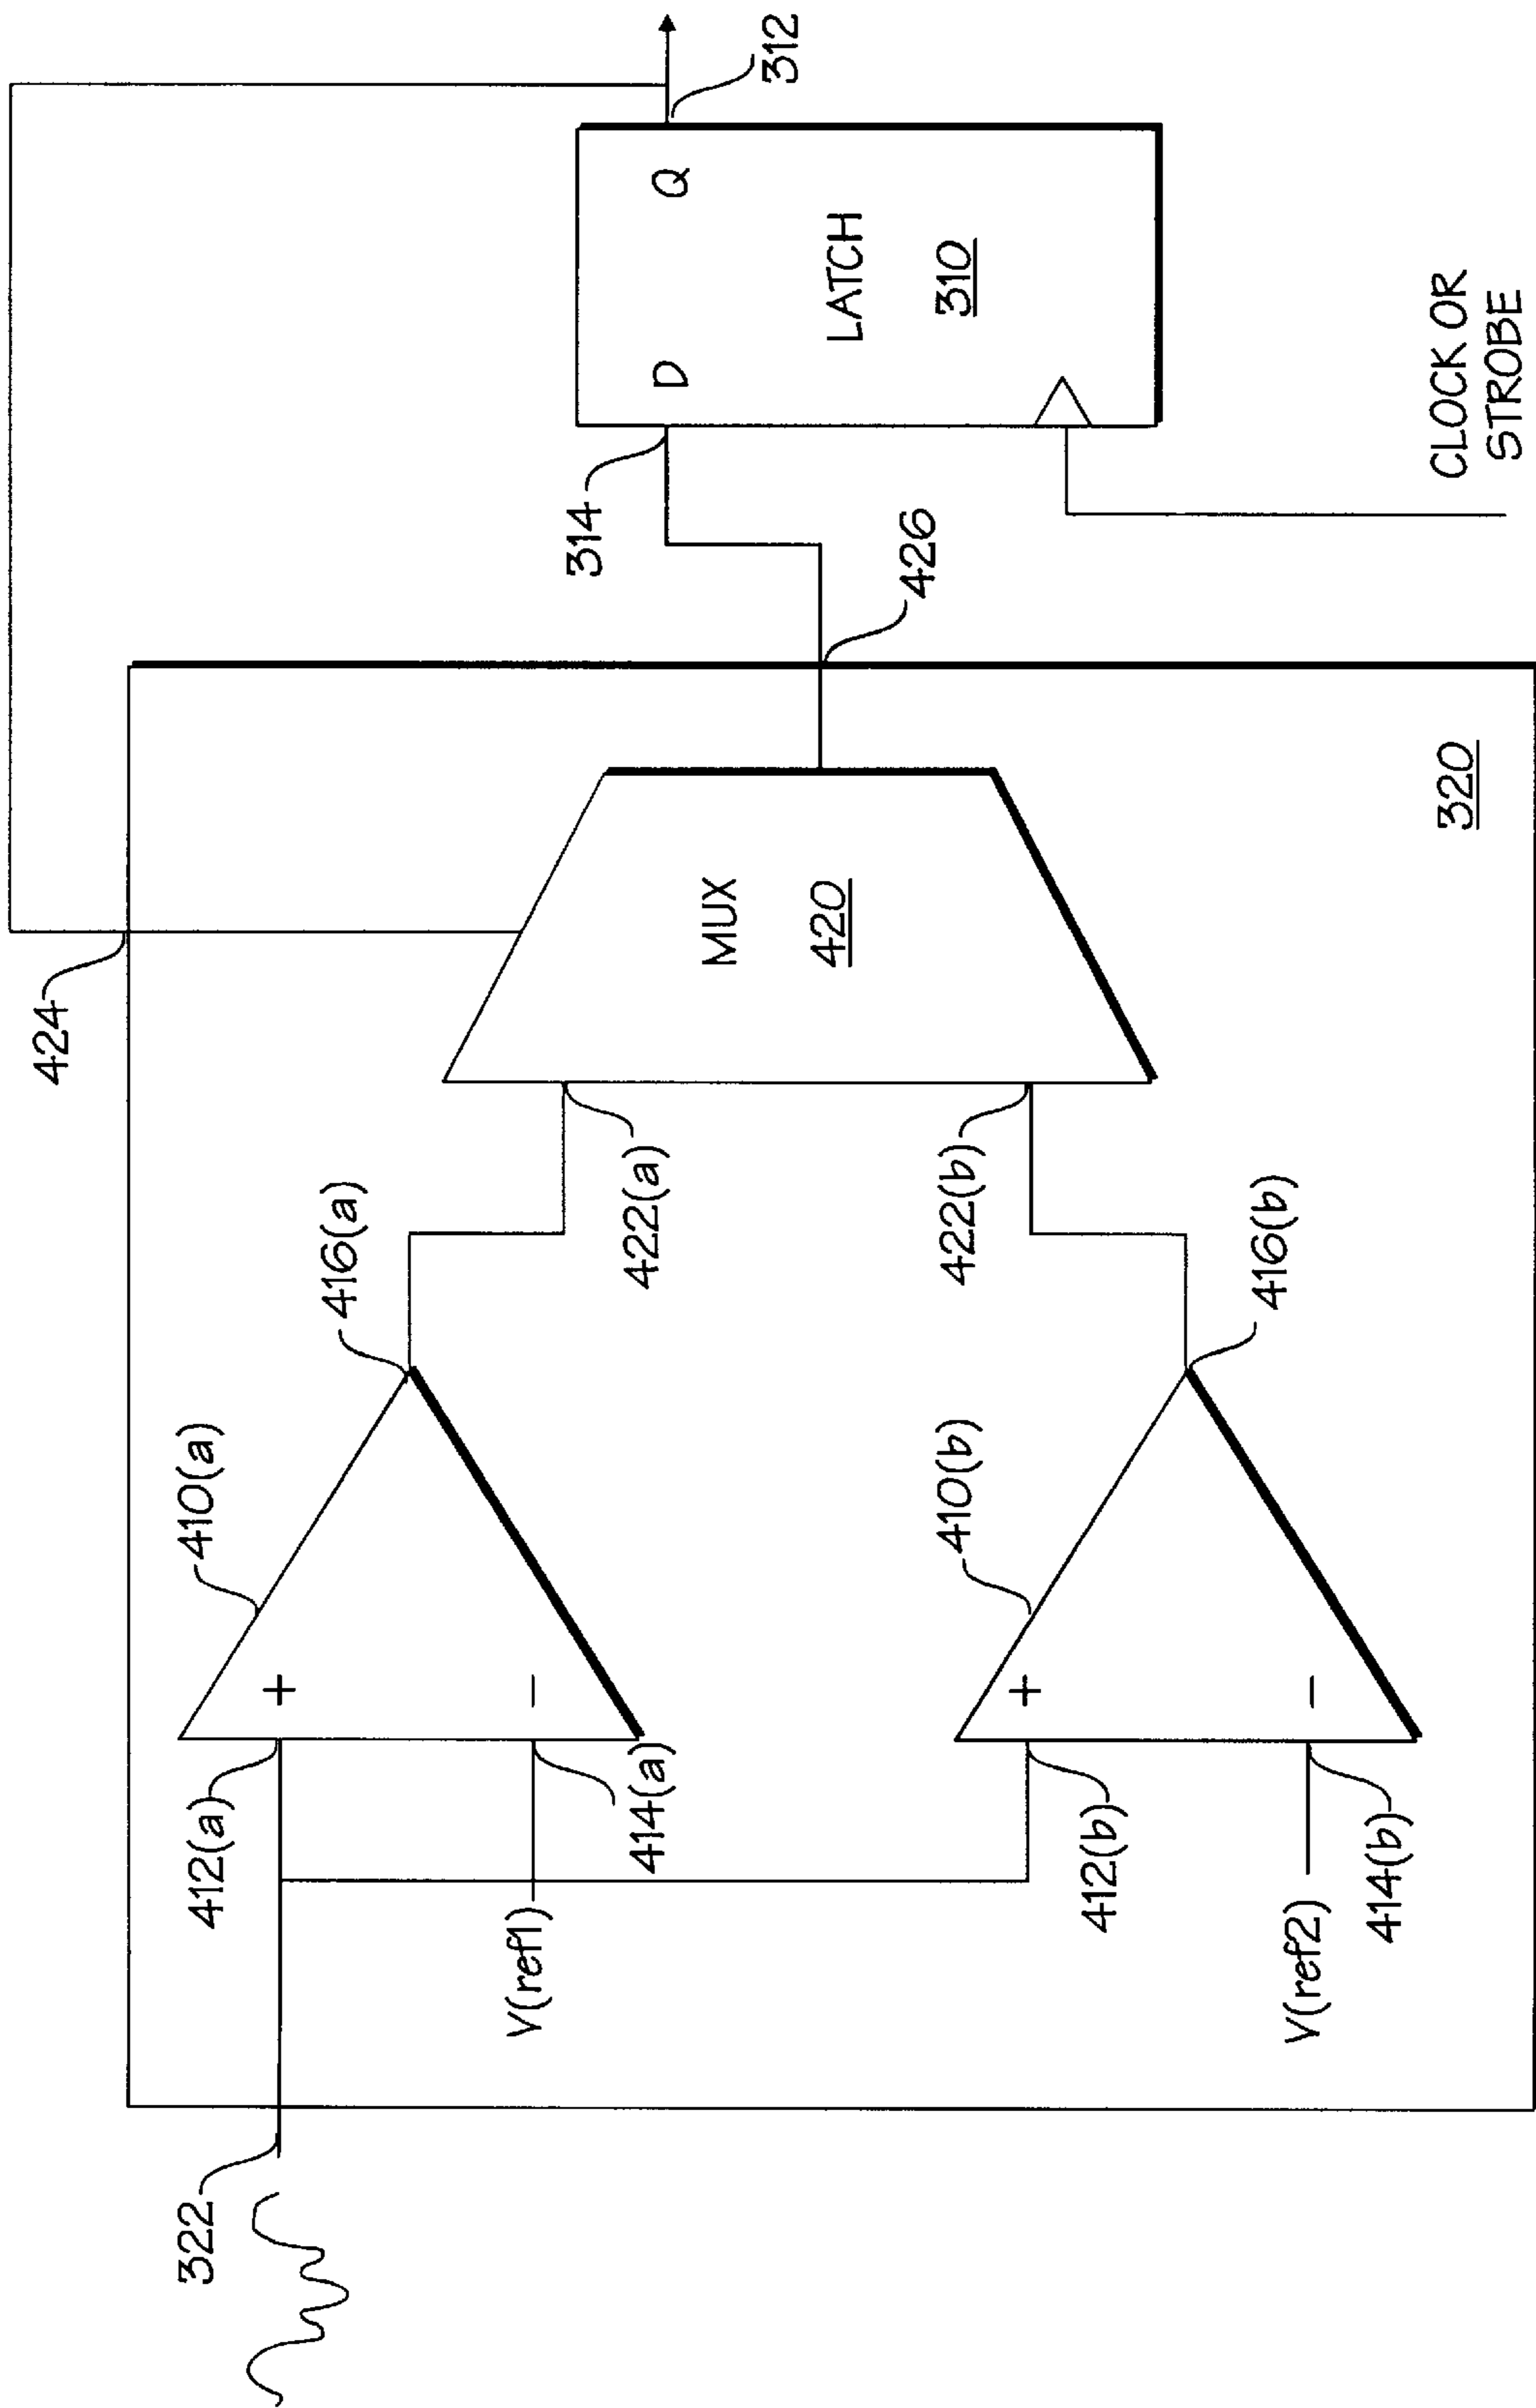 424
322
412(a)
+
410(a)
416(a)
−
V(ref1)
414(a)
422(a)
MUX
420
426
314
D
Q
312
LATCH
310
422(b)
410(b)
412(b)
+
−
V(ref2)
414(b)
416(b)
320
CLOCK OR
STROBE